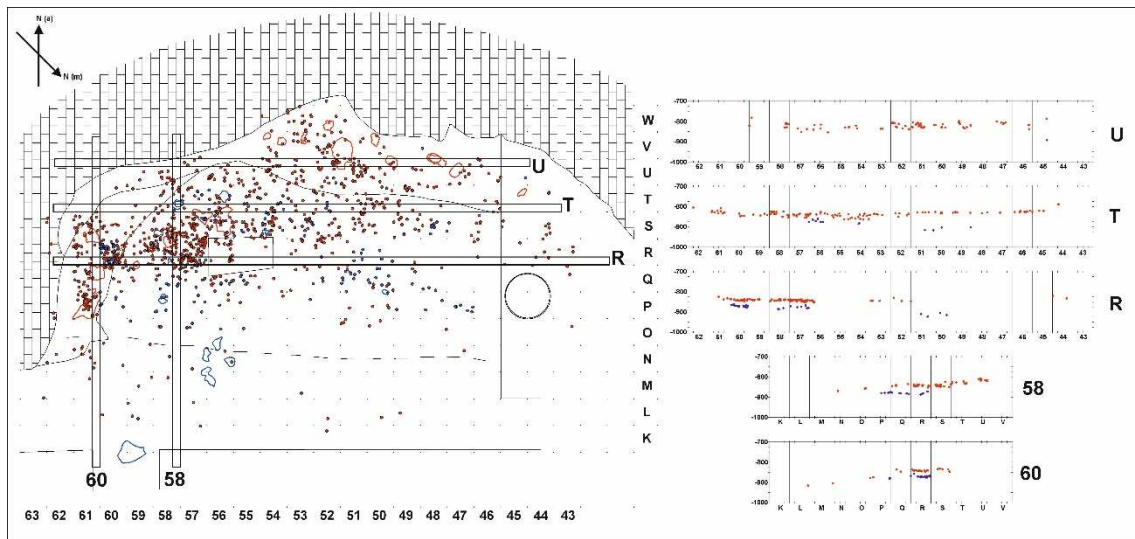 N (a)
N (m)
U
T
R
60
58
63 62 61 60 59 58 57 56 55 54 53 52 51 50 49 48 47 46 45 44 43
W
V
U
T
S
R
Q
P
O
N
M
L
K
-700
-800
-900
-1000
62 61 60 59 58 57 56 55 54 53 52 51 50 49 48 47 46 45 44 43
U
-700
-800
-900
-1000
62 61 60 59 58 57 56 55 54 53 52 51 50 49 48 47 46 45 44 43
T
-700
-800
-900
-1000
62 61 60 59 58 57 56 55 54 53 52 51 50 49 48 47 46 45 44 43
R
-700
-800
-900
-1000
K L M N O P Q R S T U V
58
-700
-800
-900
-1000
K L M N O P Q R S T U V
60